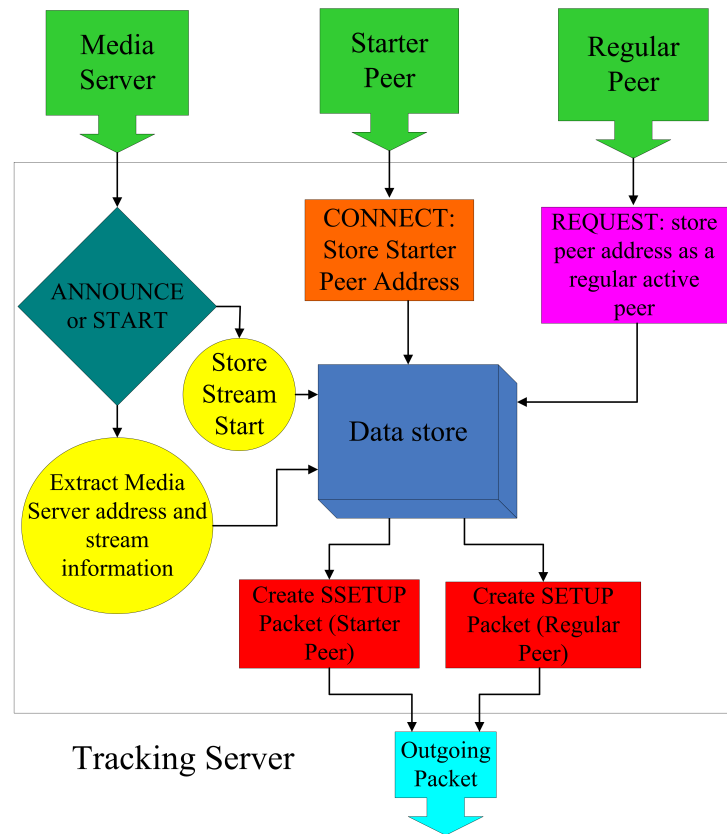 Media
Server
Starter
Peer
Regular
Peer
ANNOUNCE
or START
CONNECT:
Store Starter
Peer Address
REQUEST: store
peer address as a
regular active
peer
Store
Stream
Start
Data store
Extract Media
Server address and
stream
information
Create SSETUP
Packet (Starter
Peer)
Create SETUP
Packet (Regular
Peer)
Tracking Server
Outgoing
Packet